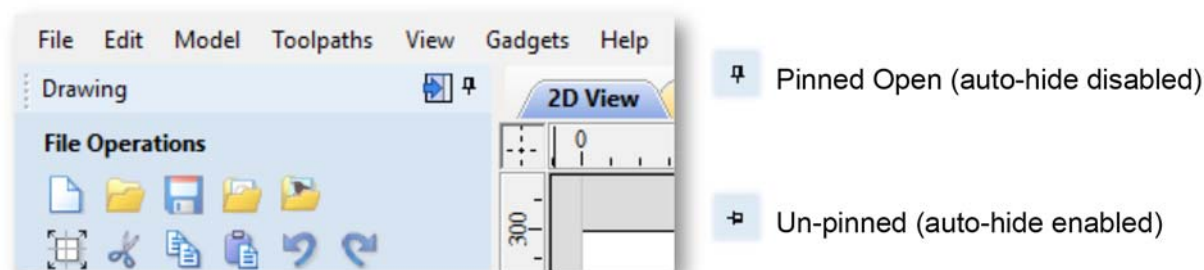 File Edit Model Toolpaths View Gadgets Help
Drawing
2D View
File Operations
0
300
Pinned Open (auto-hide disabled)
Un-pinned (auto-hide enabled)